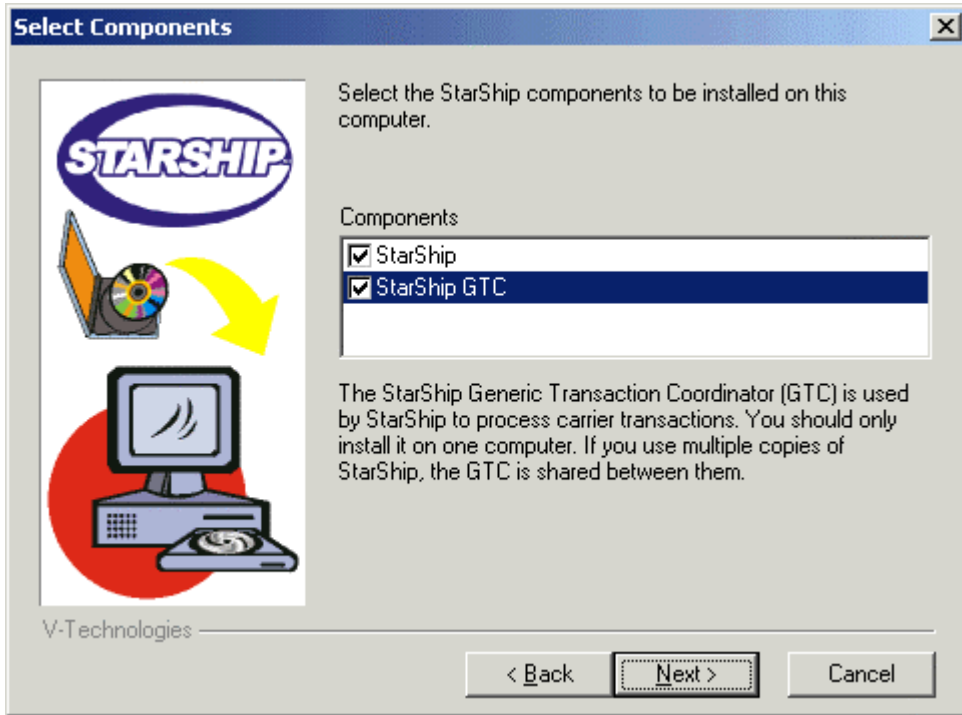 Select Components
STARSHIP
Select the StarShip components to be installed on this
computer.
Components
StarShip
StarShip GTC
The StarShip Generic Transaction Coordinator (GTC) is used
by StarShip to process carrier transactions. You should only
install it on one computer. If you use multiple copies of
StarShip, the GTC is shared between them.
V-Technologies
< Back
Next >
Cancel